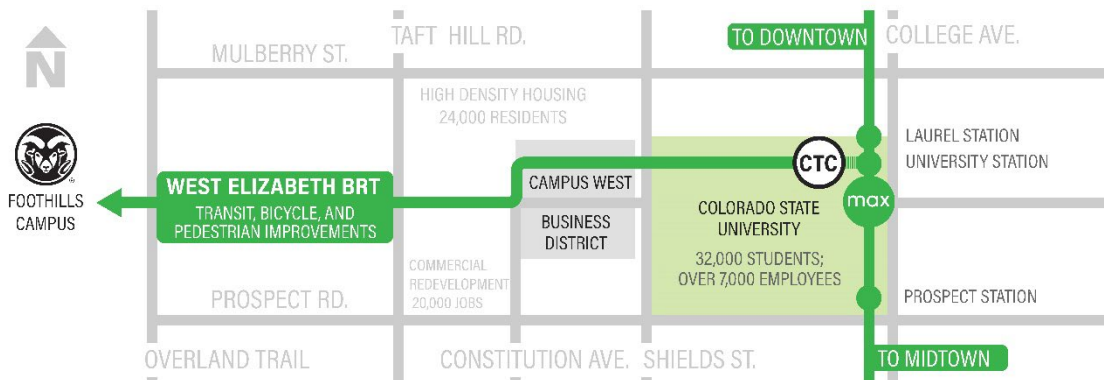 TAFT HILL RD.
TO DOWNTOWN
COLLEGE AVE.
N
MULBERRY ST.
HIGH DENSITY HOUSING
24,000 RESIDENTS
LAUREL STATION
CTC
UNIVERSITY STATION
FOOTHILLS
CAMPUS
WEST ELIZABETH BRT
TRANSIT, BICYCLE, AND
PEDESTRIAN IMPROVEMENTS
CAMPUS WEST
BUSINESS
DISTRICT
max
COLORADO STATE
UNIVERSITY
32,000 STUDENTS;
OVER 7,000 EMPLOYEES
COMMERCIAL
REDEVELOPMENT
20,000 JOBS
PROSPECT RD.
PROSPECT STATION
OVERLAND TRAIL
CONSTITUTION AVE.
SHIELDS ST.
TO MIDTOWN